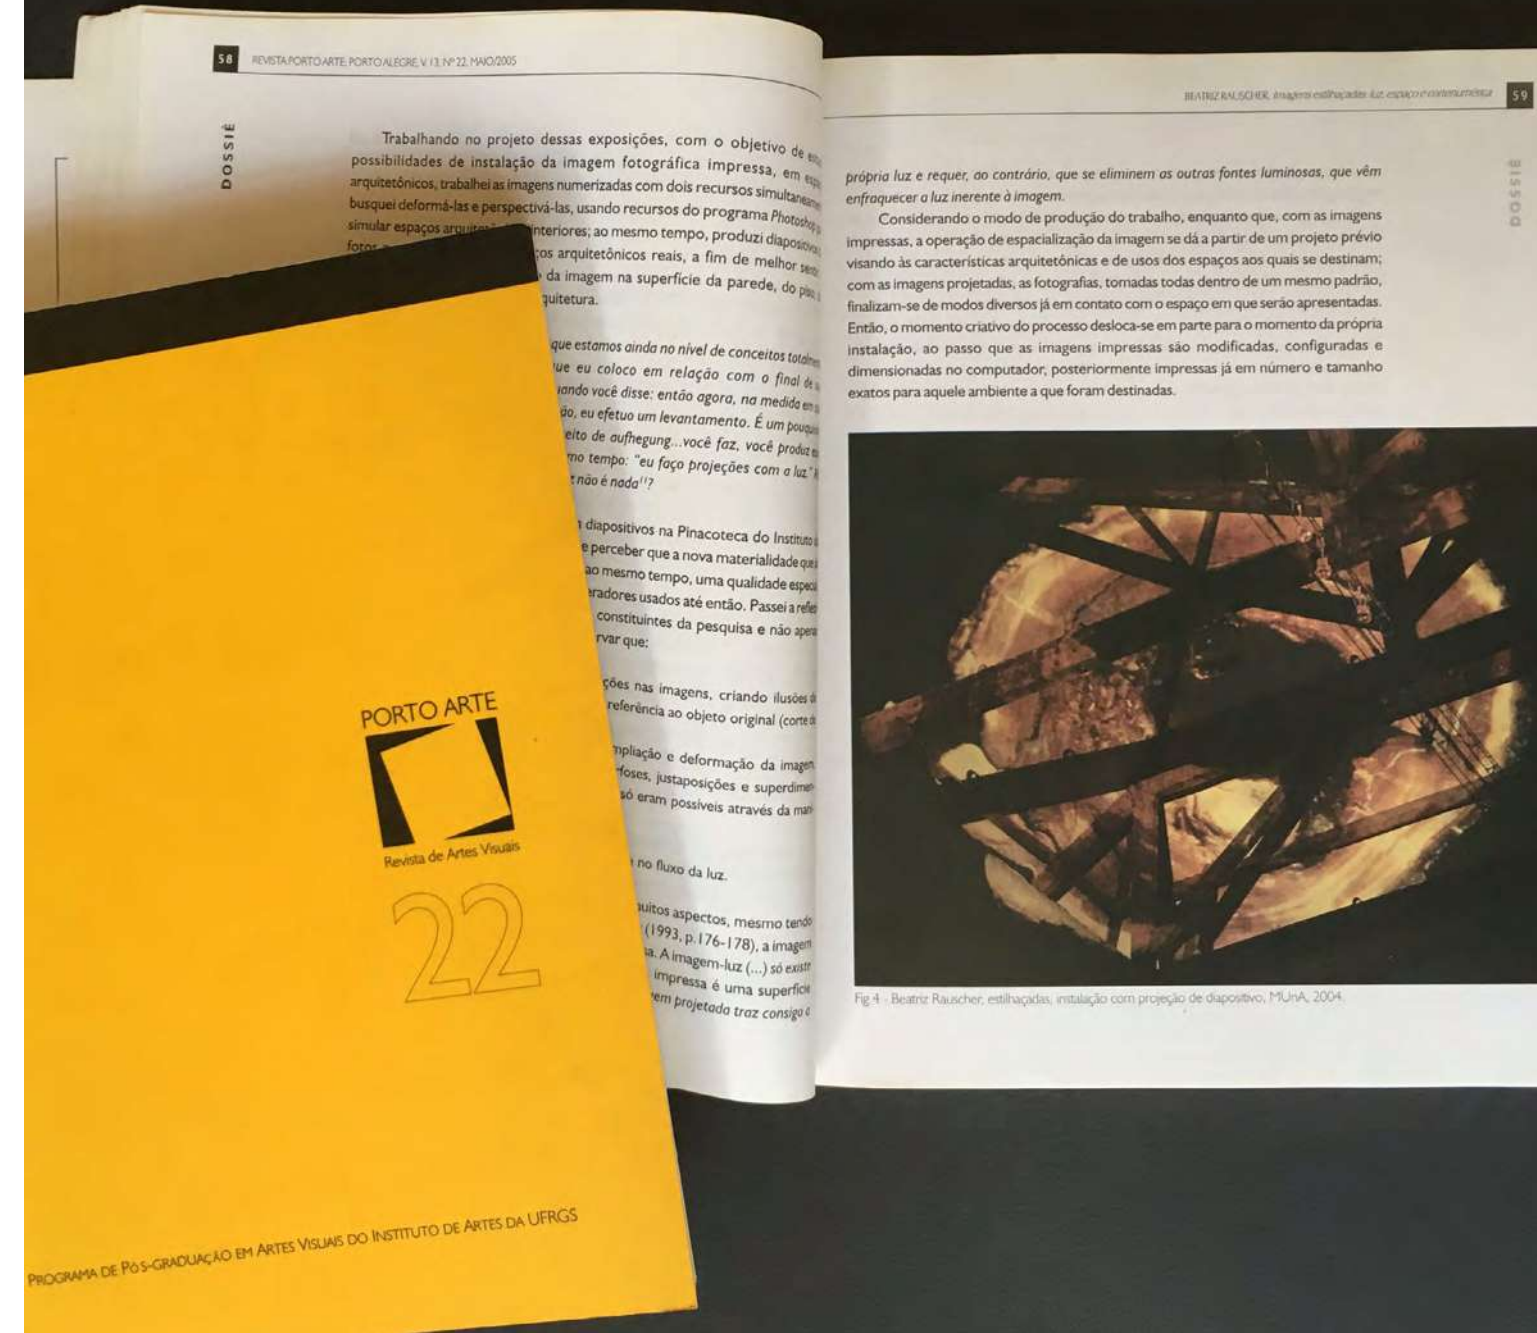 58 REVISTA PORTO ARTE, PORTO ALEGRE, V. 13, Nº 22, MAIO/2005
DOSSIÊ
Trabalhando no projeto dessas exposições, com o objetivo de
possibilidades de instalação da imagem fotográfica impressa, em
arquitetônicos, trabalhei as imagens numerizadas com dois recursos
busquei deformá-las e perspectivá-las, usando recursos do programa Photoshop
simular espaços interiores; ao mesmo tempo, produzi
os arquitetônicos reais, a fim de melhor
da imagem na superfície da parede, do piso
quitetura.
que estamos ainda no nível de conceitos
ue eu coloco em relação com o final de
ando você disse: então agora, na medida em
ão, eu efetuo um levantamento. É um
eito de aufhegung...você faz, você produz
mo tempo: "eu faço projeções com a luz."
não é nada¹¹?
diapositivos na Pinacoteca do Instituto
e perceber que a nova materialidade
ao mesmo tempo, uma qualidade
radores usados até então. Passei a
constituintes da pesquisa e não
rvar que:
ções nas imagens, criando ilusões
referência ao objeto original (corte
mpliação e deformação da imagem
foses, justaposições e
só eram possíveis através da
no fluxo da luz.
uitos aspectos, mesmo tendo
(1993, p.176-178), a imagem
a. A imagem-luz (...) só existe
impressa é uma superfície
em projetada traz consigo a
PORTO ARTE
Revista de Artes Visuais
22
PROGRAMA DE PÓS-GRADUAÇÃO EM ARTES VISUAIS DO INSTITUTO DE ARTES DA UFRGS
BEATRIZ RAUSCHER, Imagens estilhaçadas: luz, espaço e 59
DOSSIÊ
própria luz e requer, ao contrário, que se eliminem as outras fontes luminosas, que vêm
enfraquecer a luz inerente à imagem.
Considerando o modo de produção do trabalho, enquanto que, com as imagens
impressas, a operação de espacialização da imagem se dá a partir de um projeto prévio
visando às características arquitetônicas e de usos dos espaços aos quais se destinam;
com as imagens projetadas, as fotografias, tomadas todas dentro de um mesmo padrão,
finalizam-se de modos diversos já em contato com o espaço em que serão apresentadas.
Então, o momento criativo do processo desloca-se em parte para o momento da própria
instalação, ao passo que as imagens impressas são modificadas, configuradas e
dimensionadas no computador, posteriormente impressas já em número e tamanho
exatos para aquele ambiente a que foram destinadas.
Fig 4 - Beatriz Rauscher, estilhaçadas, instalação com projeção de diapositivo, MUnA, 2004.